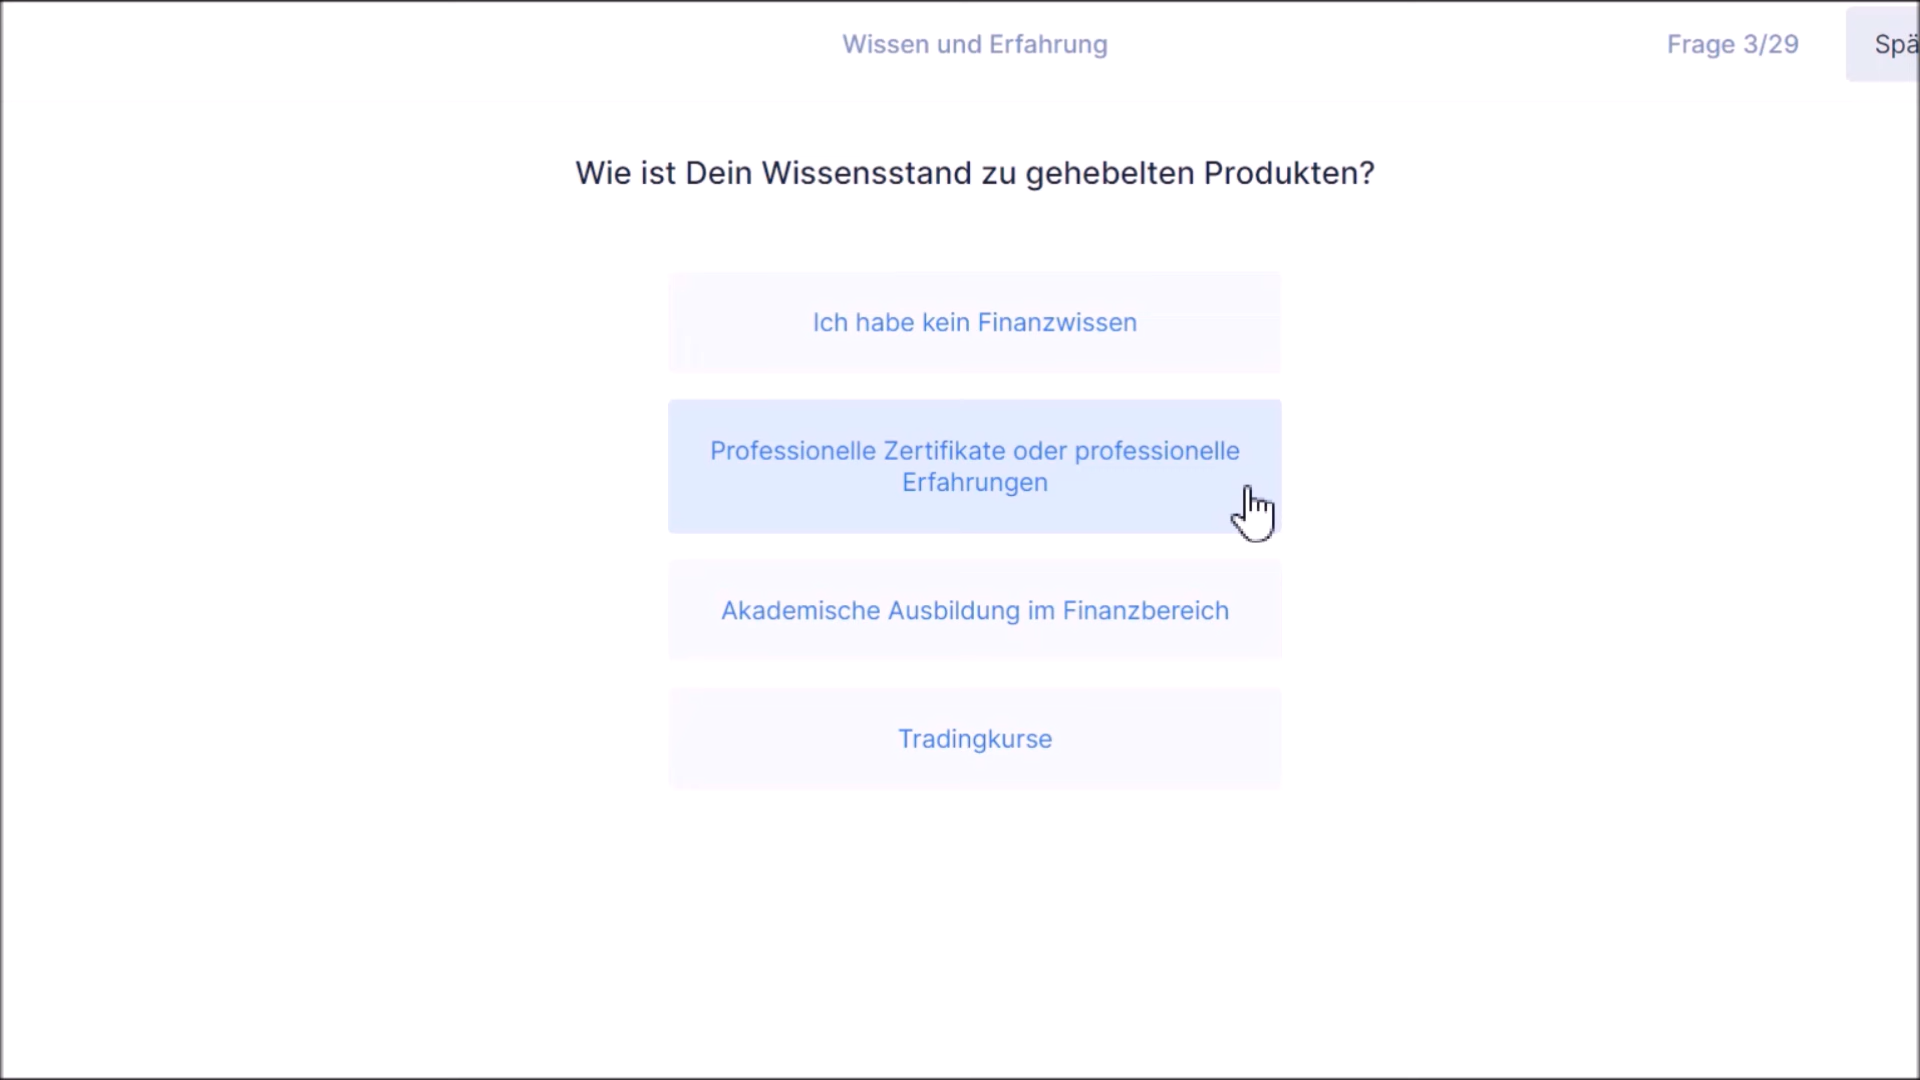 Wissen und Erfahrung
Frage 3/29
Wie ist Dein Wissensstand zu gehebelten Produkten?
Ich habe kein Finanzwissen
Professionelle Zertifikate oder professionelle
Erfahrungen
Akademische Ausbildung im Finanzbereich
Tradingkurse